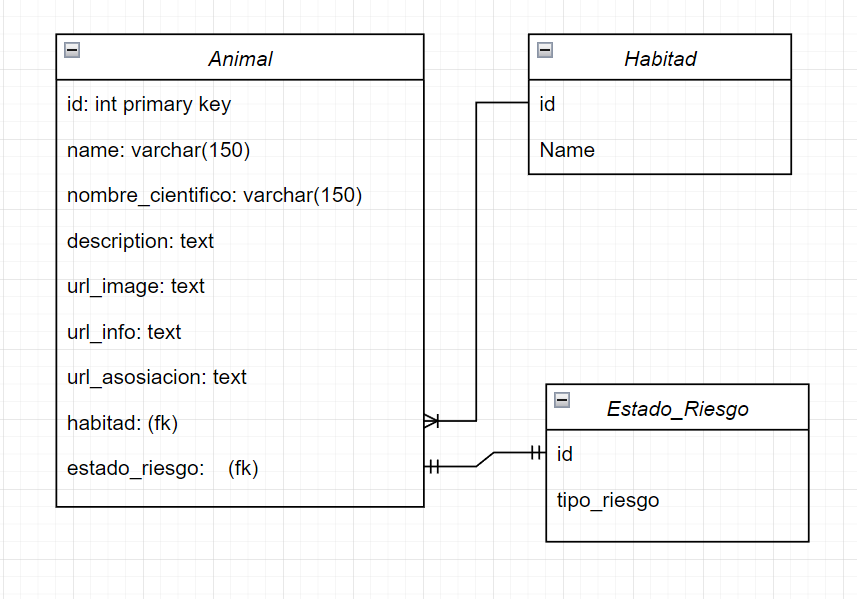 Animal
id: int primary key
name: varchar(150)
nombre_cientifico: varchar(150)
description: text
url_image: text
url_info: text
url_asosiacion: text
habitad: (fk)
estado_riesgo: (fk)
Habitad
id
Name
Estado_Riesgo
id
tipo_riesgo